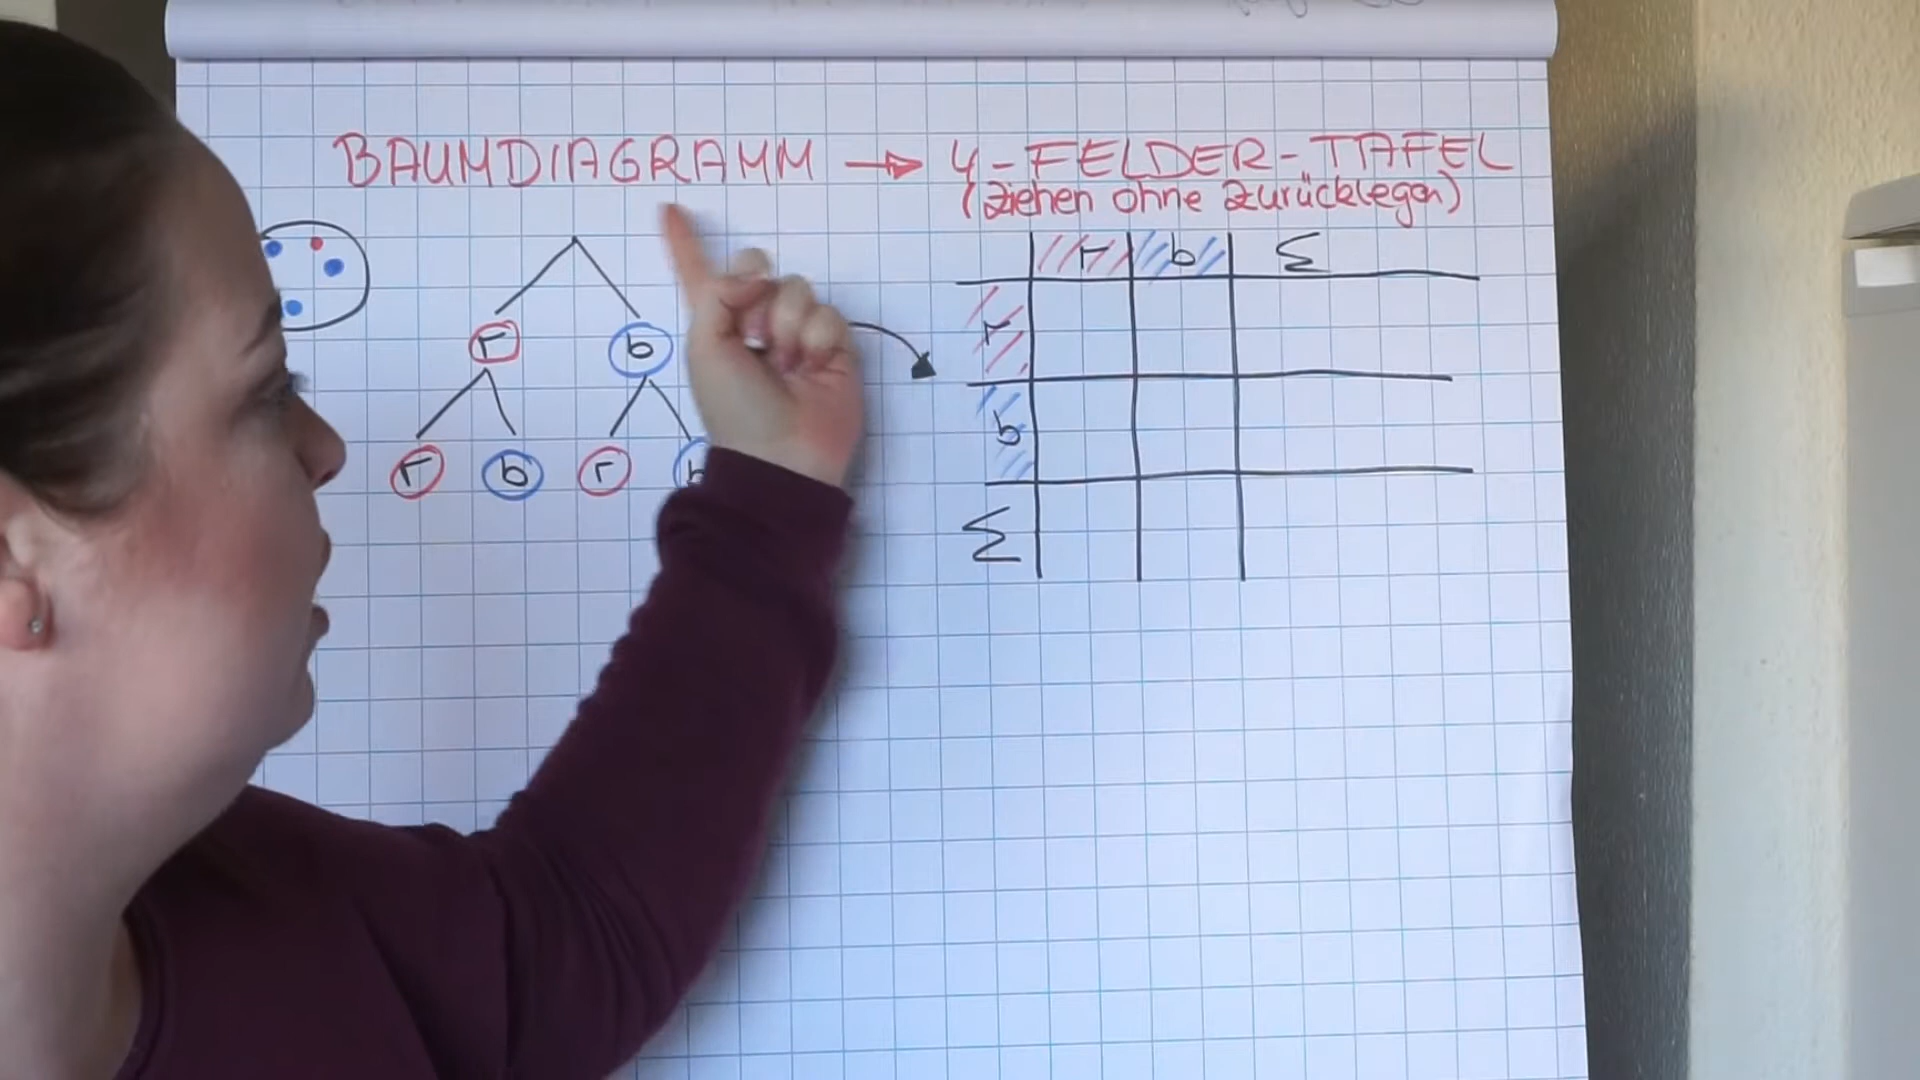 BAUMDIAGRAMM → 4-FELDER-TAFEL
(Ziehen ohne Zurücklegen)
r b Σ
r b
r b r b
r
b
Σ